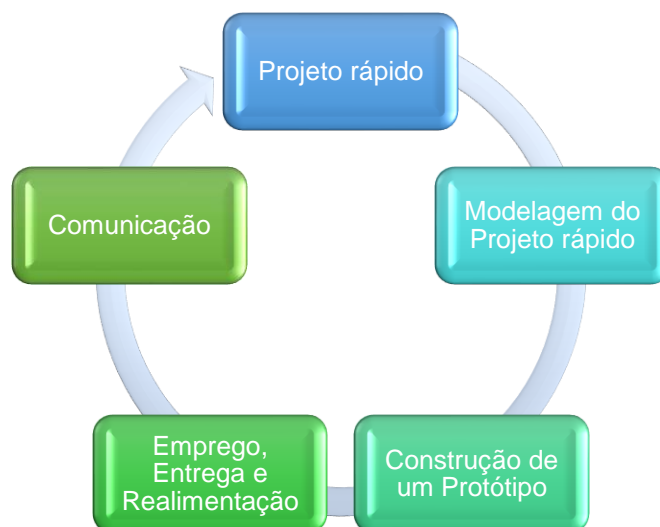 Projeto rápido
Modelagem do
Projeto rápido
Construção de
um Protótipo
Emprego,
Entrega e
Realimentação
Comunicação